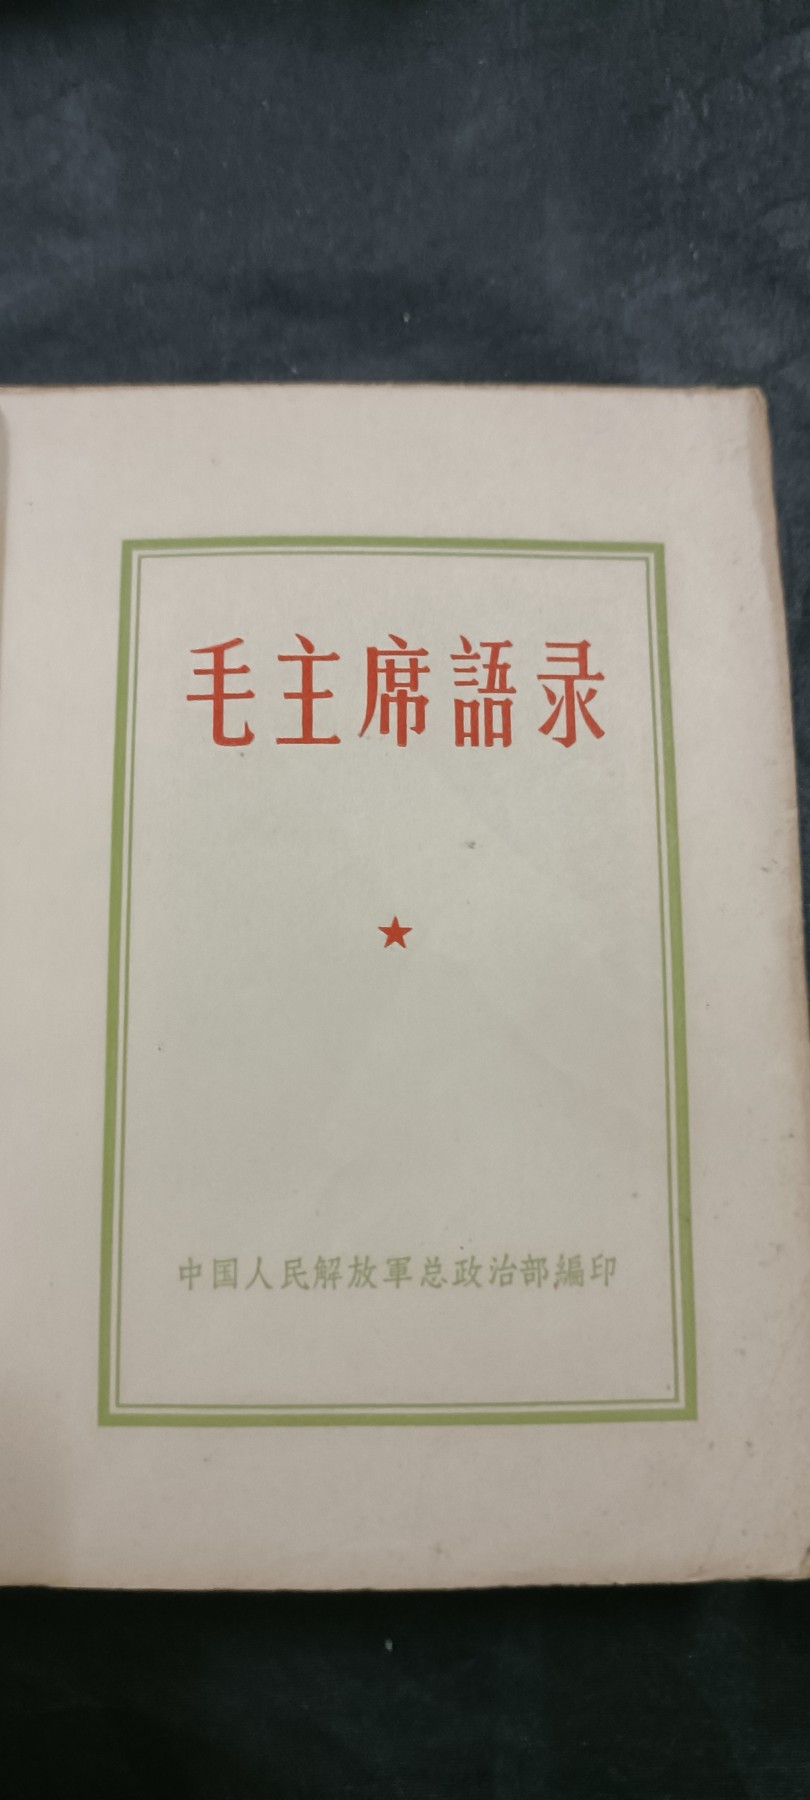 毛主席語录
★
中国人民解放軍总政治部編印